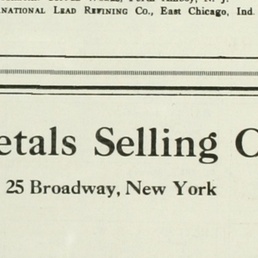 NATIONAL LEAD REFINING CO., EAST CHICAGO, IND.
etals Selling C
25 Broadway, New York